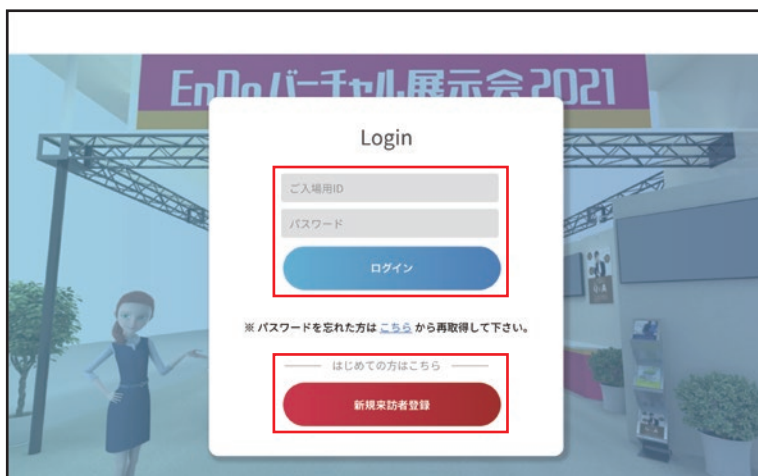 EnDoバーチャル展示会2021
Login
ご入場用ID
パスワード
ログイン
※ パスワードを忘れた方は こちら から再取得して下さい。
はじめての方はこちら
新規来訪者登録